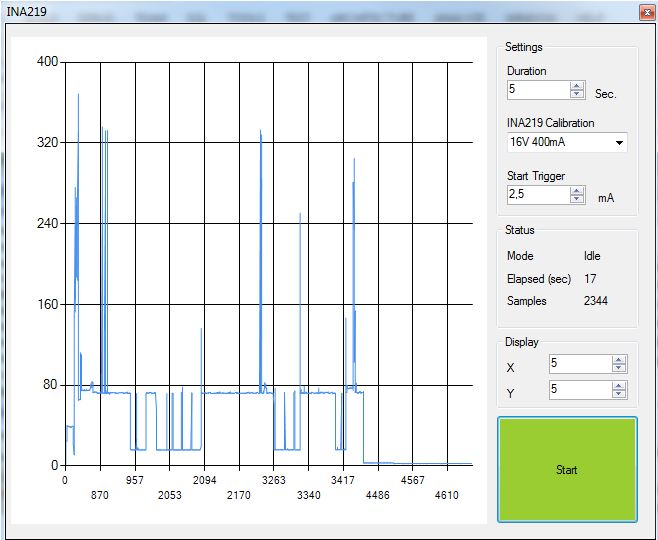 INA219
Settings
Duration
5 Sec.
INA219 Calibration
16V 400mA
Start Trigger
2,5 mA
Status
Mode Idle
Elapsed (sec) 17
Samples 2344
Display
X 5
Y 5
Start
400
320
240
160
80
0
0 957 2094 3263 3417 4567
870 2053 2170 3340 4486 4610